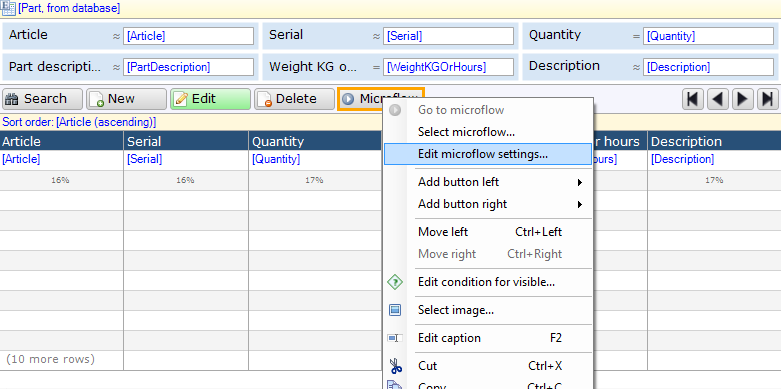 [Part, from database]
Article ≈ [Article] Serial ≈ [Serial] Quantity = [Quantity]
Part descripti... ≈ [PartDescription] Weight KG o... = [WeightKGOrHours] Description ≈ [Description]
Search New Edit Delete Microflow
Sort order: [Article (ascending)]
Article Serial Quantity r hours Description
[Article] [Serial] [Quantity] ours] [Description]
16% 16% 17% 17%
(10 more rows)
Go to microflow
Select microflow...
Edit microflow settings...
Add button left
Add button right
Move left Ctrl+Left
Move right Ctrl+Right
Edit condition for visible...
Select image...
Edit caption F2
Cut Ctrl+X
Copy Ctrl+C